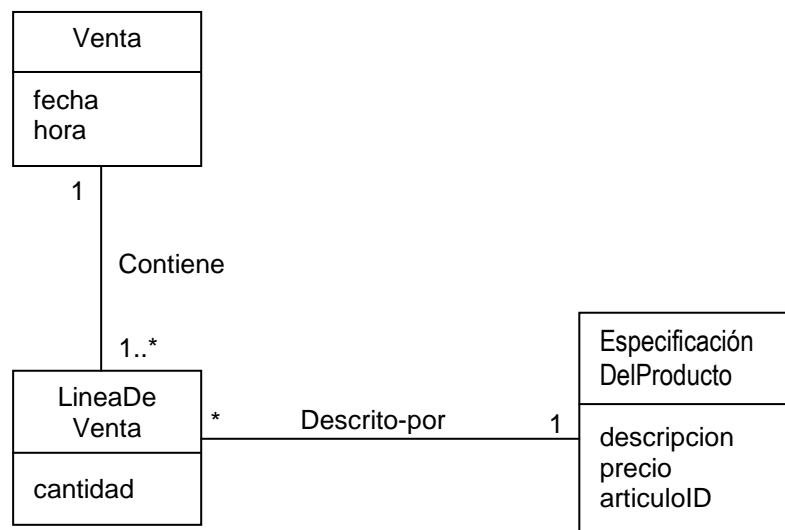 Venta
fecha
hora
1
Contiene
1..*
LineaDe
Venta
cantidad
*
Descrito-por
1
Especificación
DelProducto
descripcion
precio
articuloID